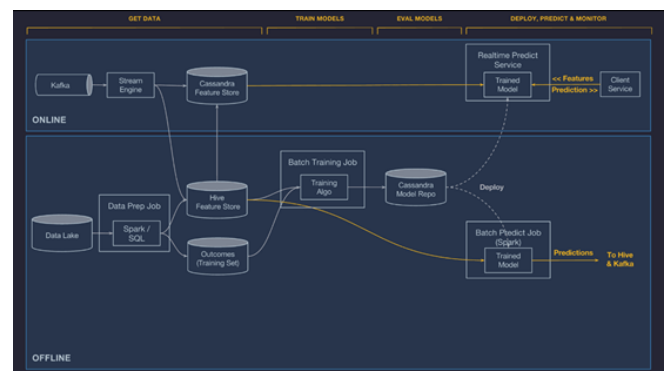 GET DATA
TRAIN MODELS
EVAL MODELS
DEPLOY, PREDICT & MONITOR
Kafka
Stream
Engine
Cassandra
Feature Store
Realtime Predict
Service
Trained
Model
<< Features
Prediction >>
Client
Service
ONLINE
Data Prep Job
Data Lake
Spark /
SQL
Hive
Feature Store
Outcomes
(Training Set)
Batch Training Job
Training
Algo
Cassandra
Model Repo
Deploy
Batch Predict Job
(Spark)
Trained
Model
Predictions
To Hive
& Kafka
OFFLINE